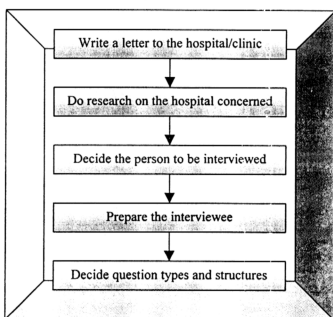 Write a letter to the hospital/clinic
Do research on the hospital concerned
Decide the person to be interviewed
Prepare the interviewee
Decide question types and structures